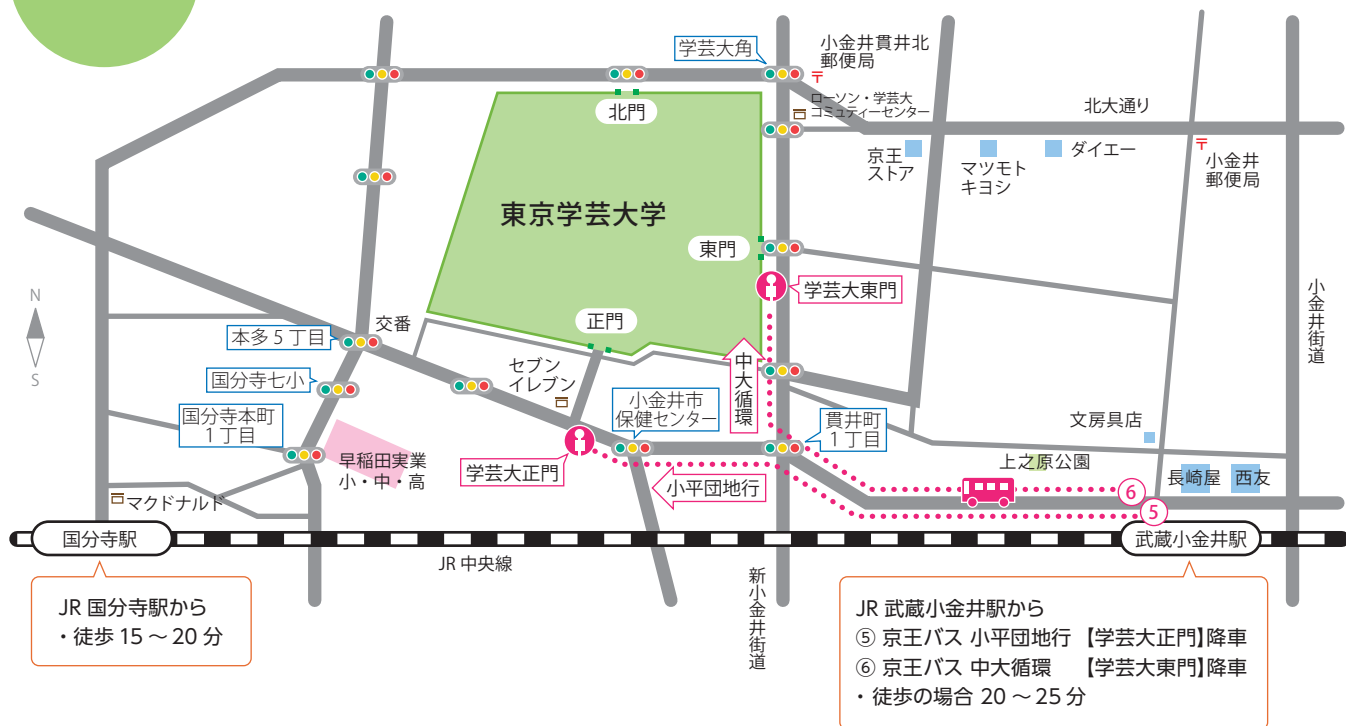 学芸大角
小金井貫井北
郵便局
〒
ローソン・学芸大
コミュティーセンター
北大通り
北門
京王
ストア
マツモト
キヨシ
ダイエー
〒
小金井
郵便局
東京学芸大学
東門
学芸大東門
小金井街道
N
S
正門
交番
本多5丁目
国分寺七小
国分寺本町
1丁目
セブン
イレブン
小金井市
保健センター
中大循環
貫井町
1丁目
文房具店
上之原公園
長崎屋
西友
早稲田実業
小・中・高
学芸大正門
小平団地行
マクドナルド
⑥
⑤
国分寺駅
JR 中央線
武蔵小金井駅
新小金井街道
JR 国分寺駅から
・徒歩 15 ～ 20 分
JR 武蔵小金井駅から
⑤ 京王バス 小平団地行 【学芸大正門】降車
⑥ 京王バス 中大循環 【学芸大東門】降車
・徒歩の場合 20 ～ 25 分